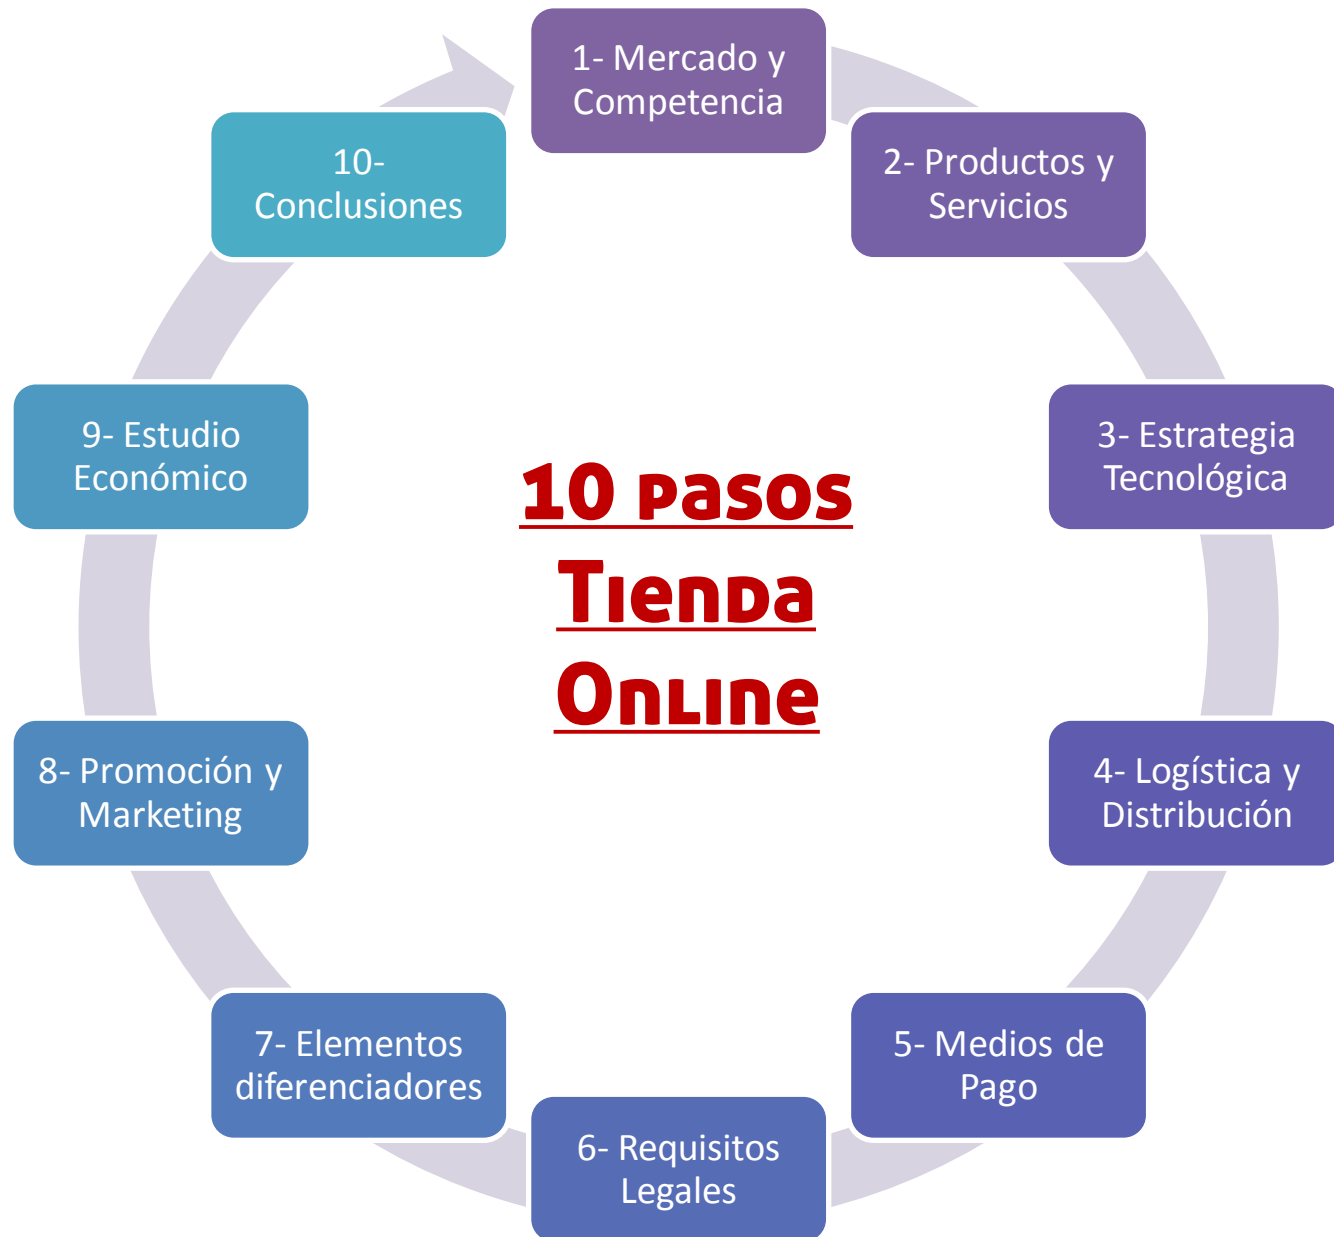 1- Mercado y
Competencia
2- Productos y
Servicios
3- Estrategia
Tecnológica
4- Logística y
Distribución
5- Medios de
Pago
6- Requisitos
Legales
7- Elementos
diferenciadores
8- Promoción y
Marketing
9- Estudio
Económico
10-
Conclusiones
10 pasos
Tienda
Online